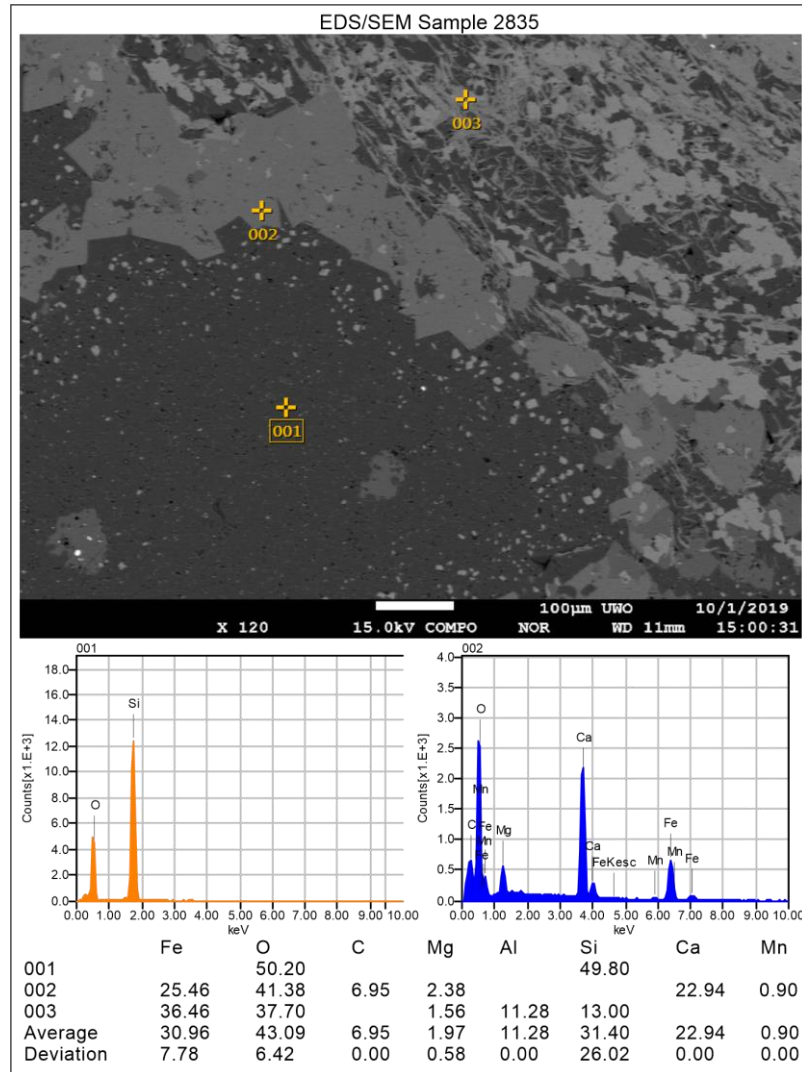 EDS/SEM Sample 2835
003
002
001
100µm UWO 10/1/2019
X 120 15.0kV COMPO NOR WD 11mm 15:00:31
001
18.0
16.0
14.0
12.0
10.0
8.0
6.0
4.0
2.0
0.0
Counts[x1.E+3]
O
Si
0.00 1.00 2.00 3.00 4.00 5.00 6.00 7.00 8.00 9.00 10.00
keV
002
4.0
3.5
3.0
2.5
2.0
1.5
1.0
0.5
0.0
Counts[x1.E+3]
O
Mn
C Fe
Mn
Fe
Mg
Ca
Ca
FeKesc
Mn
Fe
Mn
Fe
0.00 1.00 2.00 3.00 4.00 5.00 6.00 7.00 8.00 9.00 10.00
keV
Fe O C Mg Al Si Ca Mn
001 50.20 49.80
002 25.46 41.38 6.95 2.38 22.94 0.90
003 36.46 37.70 1.56 11.28 13.00
Average 30.96 43.09 6.95 1.97 11.28 31.40 22.94 0.90
Deviation 7.78 6.42 0.00 0.58 0.00 26.02 0.00 0.00